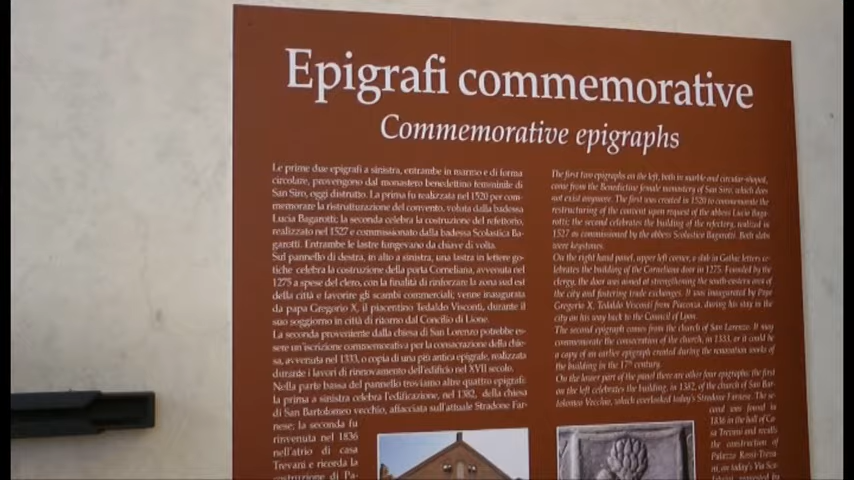 Epigrafi commemorative
Commemorative epigraphs
Le prime due epigrafi a sinistra, entrambe in marmo e di forma
circolare, provengono dal monastero benedettino femminile di
San Siro, oggi distrutto. La prima fu realizzata nel 1520 per com-
memorare la ristrutturazione del convento, voluta dalla badessa
Lucia Bagarotti; la seconda celebra la costruzione del refettorio,
realizzato nel 1527 e commissionato dalla badessa Scolastica Ba-
garotti. Entrambe le lastre fungevano da chiave di volta.
Sul pannello di destra, in alto a sinistra, una lastra in lettere go-
tiche celebra la costruzione della porta Corneliana, avvenuta nel
1275 a spese del clero, con la finalità di rinforzare la zona sud est
della città e favorire gli scambi commerciali; venne inaugurata
da papa Gregorio X, il piacentino Tedaldo Visconti, durante il
suo soggiorno in città di ritorno dal Concilio di Lione.
La seconda proveniente dalla chiesa di San Lorenzo potrebbe es-
sere un'iscrizione commemorativa per la consacrazione della chie-
sa, avvenuta nel 1333, o copia di una più antica epigrafe, realizzata
durante i lavori di rinnovamento dell'edificio nel XVII secolo.
Nella parte bassa del pannello troviamo altre quattro epigrafi:
la prima a sinistra celebra l'edificazione, nel 1382, della chiesa
di San Bartolomeo vecchio, affacciata sull'attuale Stradone Far-
nese; la seconda fu
rinvenuta nel 1836
nell'atrio di casa
Trevani e ricorda la
costruzione di Pa-
The first two epigraphs on the left, both in marble and circular-shaped,
come from the Benedictine female monastery of San Siro, which does
not exist anymore. The first was created in 1520 to commemorate the
restructuring of the convent upon request of the abbess Lucia Baga-
rotti; the second celebrates the building of the refectory, realized in
1527 as commissioned by the abbess Scolastica Bagarotti. Both slabs
were keystones.
On the right hand panel, upper left corner, a slab in Gothic letters ce-
lebrates the building of the Corneliana door in 1275. Founded by the
clergy, the door was aimed at strengthening the south-eastern area of
the city and fostering trade exchanges. It was inaugurated by Pope
Gregorio X, Tedaldo Visconti from Piacenza, during his stay in the
city on his way back to the Council of Lyon.
The second epigraph comes from the church of San Lorenzo. It may
commemorate the consecration of the church, in 1333, or it could be
a copy of an earlier epigraph created during the renovation works of
the building in the 17th century.
On the lower part of the panel there are other four epigraphs: the first
on the left celebrates the building, in 1382, of the church of San Bar-
tolomeo Vecchio, which overlooked today's Stradone Farnese. The se-
cond was found in
1836 in the hall of Ca-
sa Trevani and recalls
the construction of
Palazzo Rossi-Treva-
ni, on today's Via Sca-